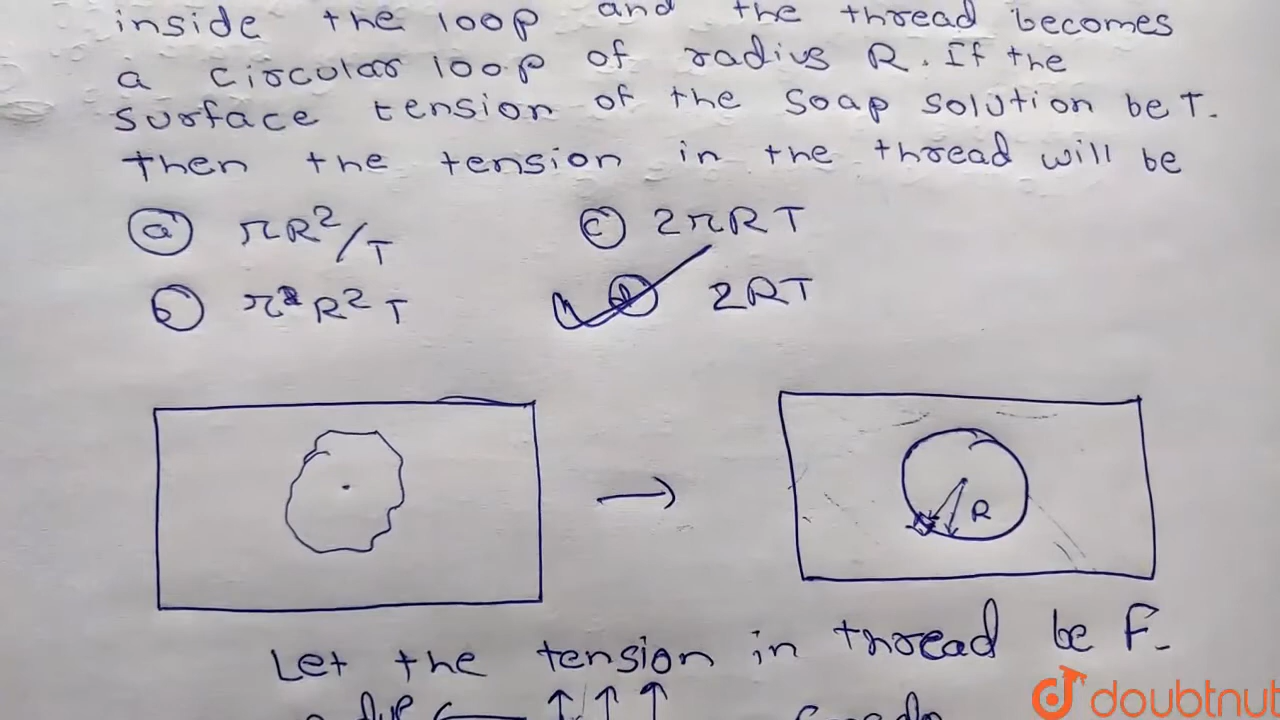 inside the loop and the thread becomes
a circular loop of radius R. If the
surface tension of the soap solution be T.
Then the tension in the thread will be
(a) πR²/T
(c) 2πRT
(b) πR²T
(d) 2RT
R
Let the tension in thread be F.
doubtnut